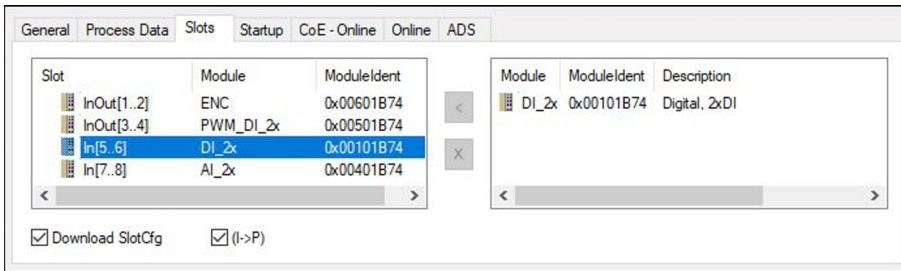 General Process Data Slots Startup CoE - Online Online ADS
Slot Module ModuleIdent
InOut[1..2] ENC 0x00601B74
InOut[3..4] PWM_DI_2x 0x00501B74
In[5..6] DI_2x 0x00101B74
In[7..8] AI_2x 0x00401B74
<
X
Module ModuleIdent Description
DI_2x 0x00101B74 Digital, 2xDI
Download SlotCfg (I->P)